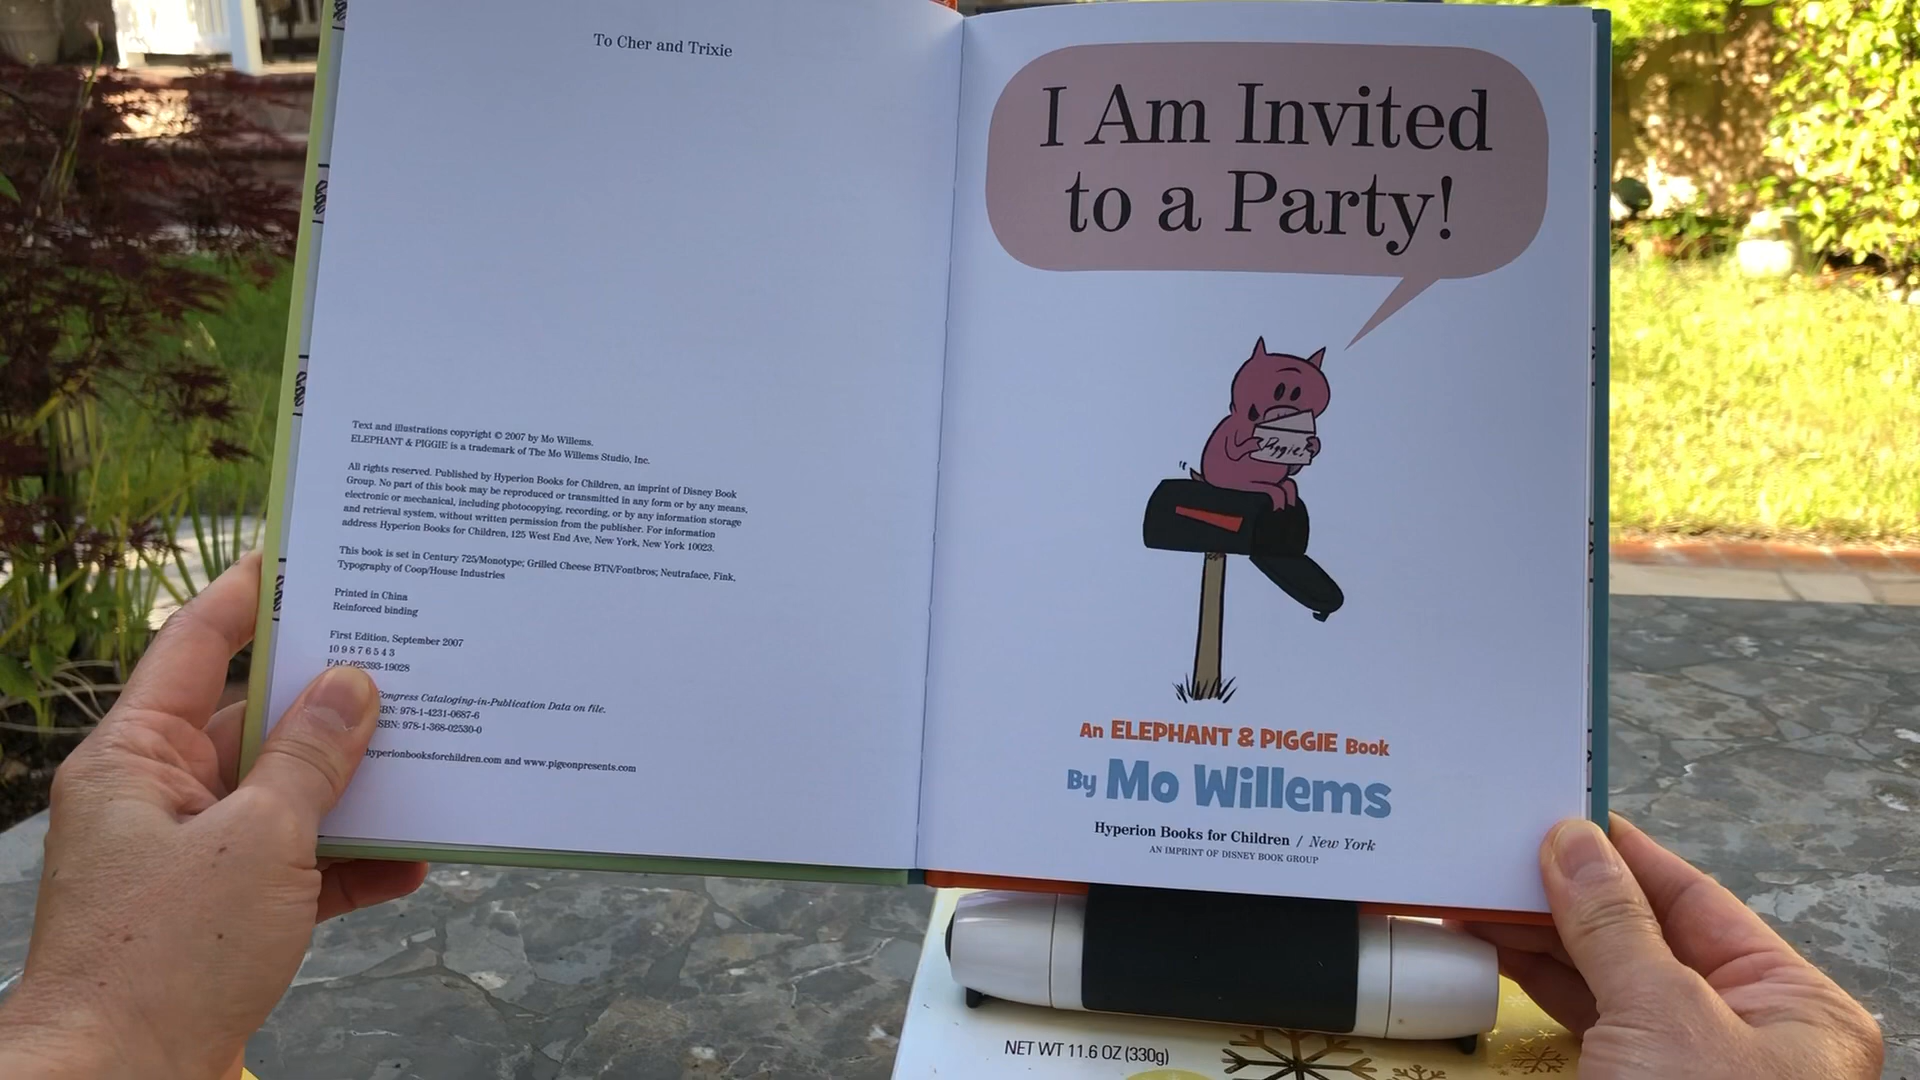 To Cher and Trixie
Text and illustrations copyright © 2007 by Mo Willems.
ELEPHANT & PIGGIE is a trademark of The Mo Willems Studio, Inc.
All rights reserved. Published by Hyperion Books for Children, an imprint of Disney Book
Group. No part of this book may be reproduced or transmitted in any form or by any means,
electronic or mechanical, including photocopying, recording, or by any information storage
and retrieval system, without written permission from the publisher. For information
address Hyperion Books for Children, 125 West End Ave, New York, New York 10023.
This book is set in Century 725/Monotype; Grilled Cheese BTN/Fontbros; Neutraface, Fink,
Typography of Coop/House Industries
Printed in China
Reinforced binding
First Edition, September 2007
10 9 8 7 6 5 4 3
FAC-025393-19028
Congress Cataloging-in-Publication Data on file.
SBN: 978-1-4231-0687-6
SBN: 978-1-368-02530-0
hyperionbooksforchildren.com and www.pigeonpresents.com
I Am Invited
to a Party!
Piggie!
An ELEPHANT & PIGGIE Book
By Mo Willems
Hyperion Books for Children / New York
AN IMPRINT OF DISNEY BOOK GROUP
NET WT 11.6 OZ (330g)